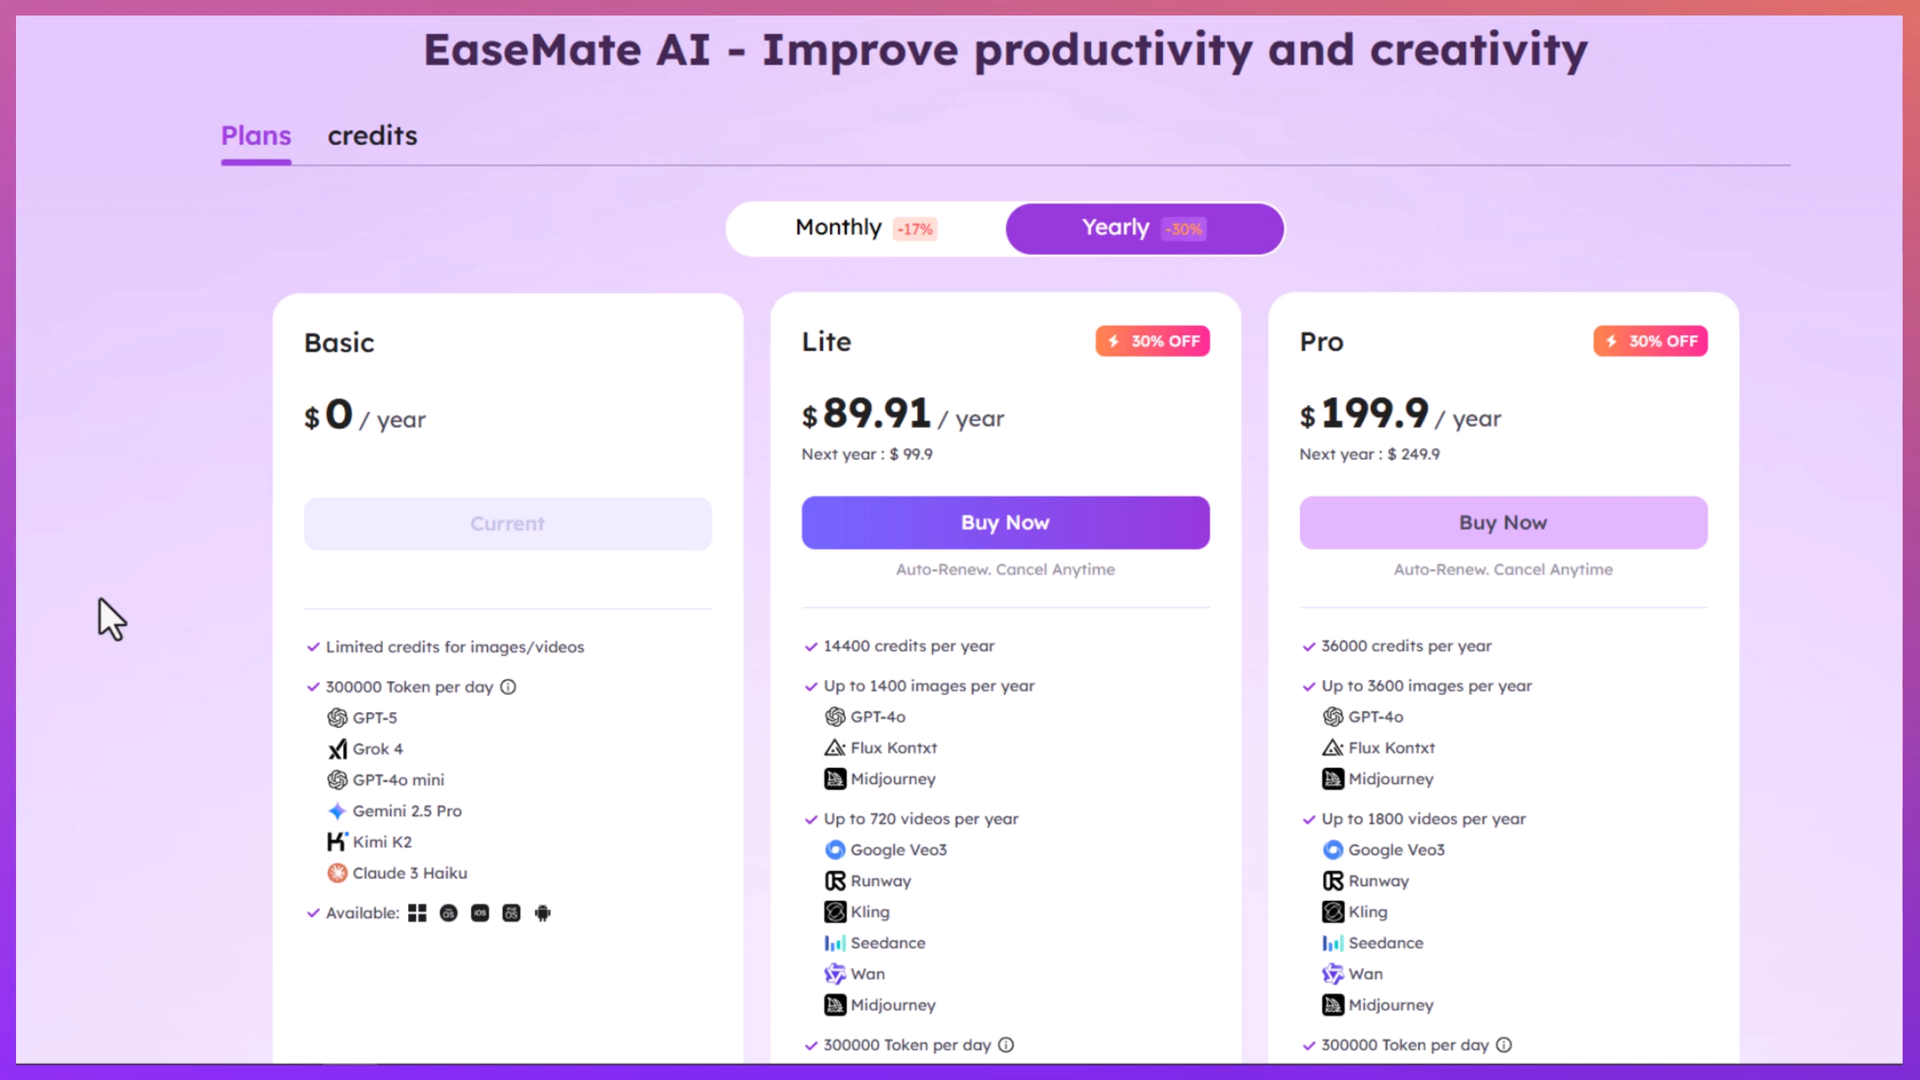 EaseMate AI - Improve productivity and creativity
Plans credits
Monthly -17% Yearly -30%
Basic
$0 / year
Current
Limited credits for images/videos
300000 Token per day
GPT-5
Grok 4
GPT-4o mini
Gemini 2.5 Pro
Kimi K2
Claude 3 Haiku
Available:
Lite 30% OFF
$89.91 / year
Next year : $ 99.9
Buy Now
Auto-Renew. Cancel Anytime
14400 credits per year
Up to 1400 images per year
GPT-4o
Flux Kontxt
Midjourney
Up to 720 videos per year
Google Veo3
Runway
Kling
Seedance
Wan
Midjourney
300000 Token per day
Pro 30% OFF
$199.9 / year
Next year : $ 249.9
Buy Now
Auto-Renew. Cancel Anytime
36000 credits per year
Up to 3600 images per year
GPT-4o
Flux Kontxt
Midjourney
Up to 1800 videos per year
Google Veo3
Runway
Kling
Seedance
Wan
Midjourney
300000 Token per day